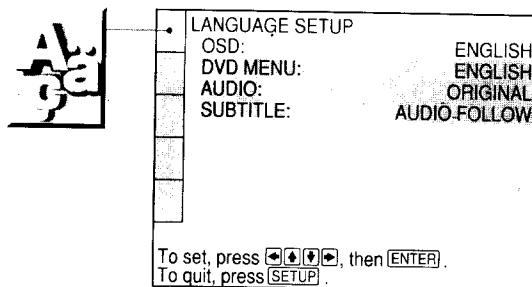 Aäga
LANGUAGE SETUP
OSD: ENGLISH
DVD MENU: ENGLISH
AUDIO: ORIGINAL
SUBTITLE: AUDIO-FOLLOW
To set, press ←↑↓→, then ENTER.
To quit, press SETUP.